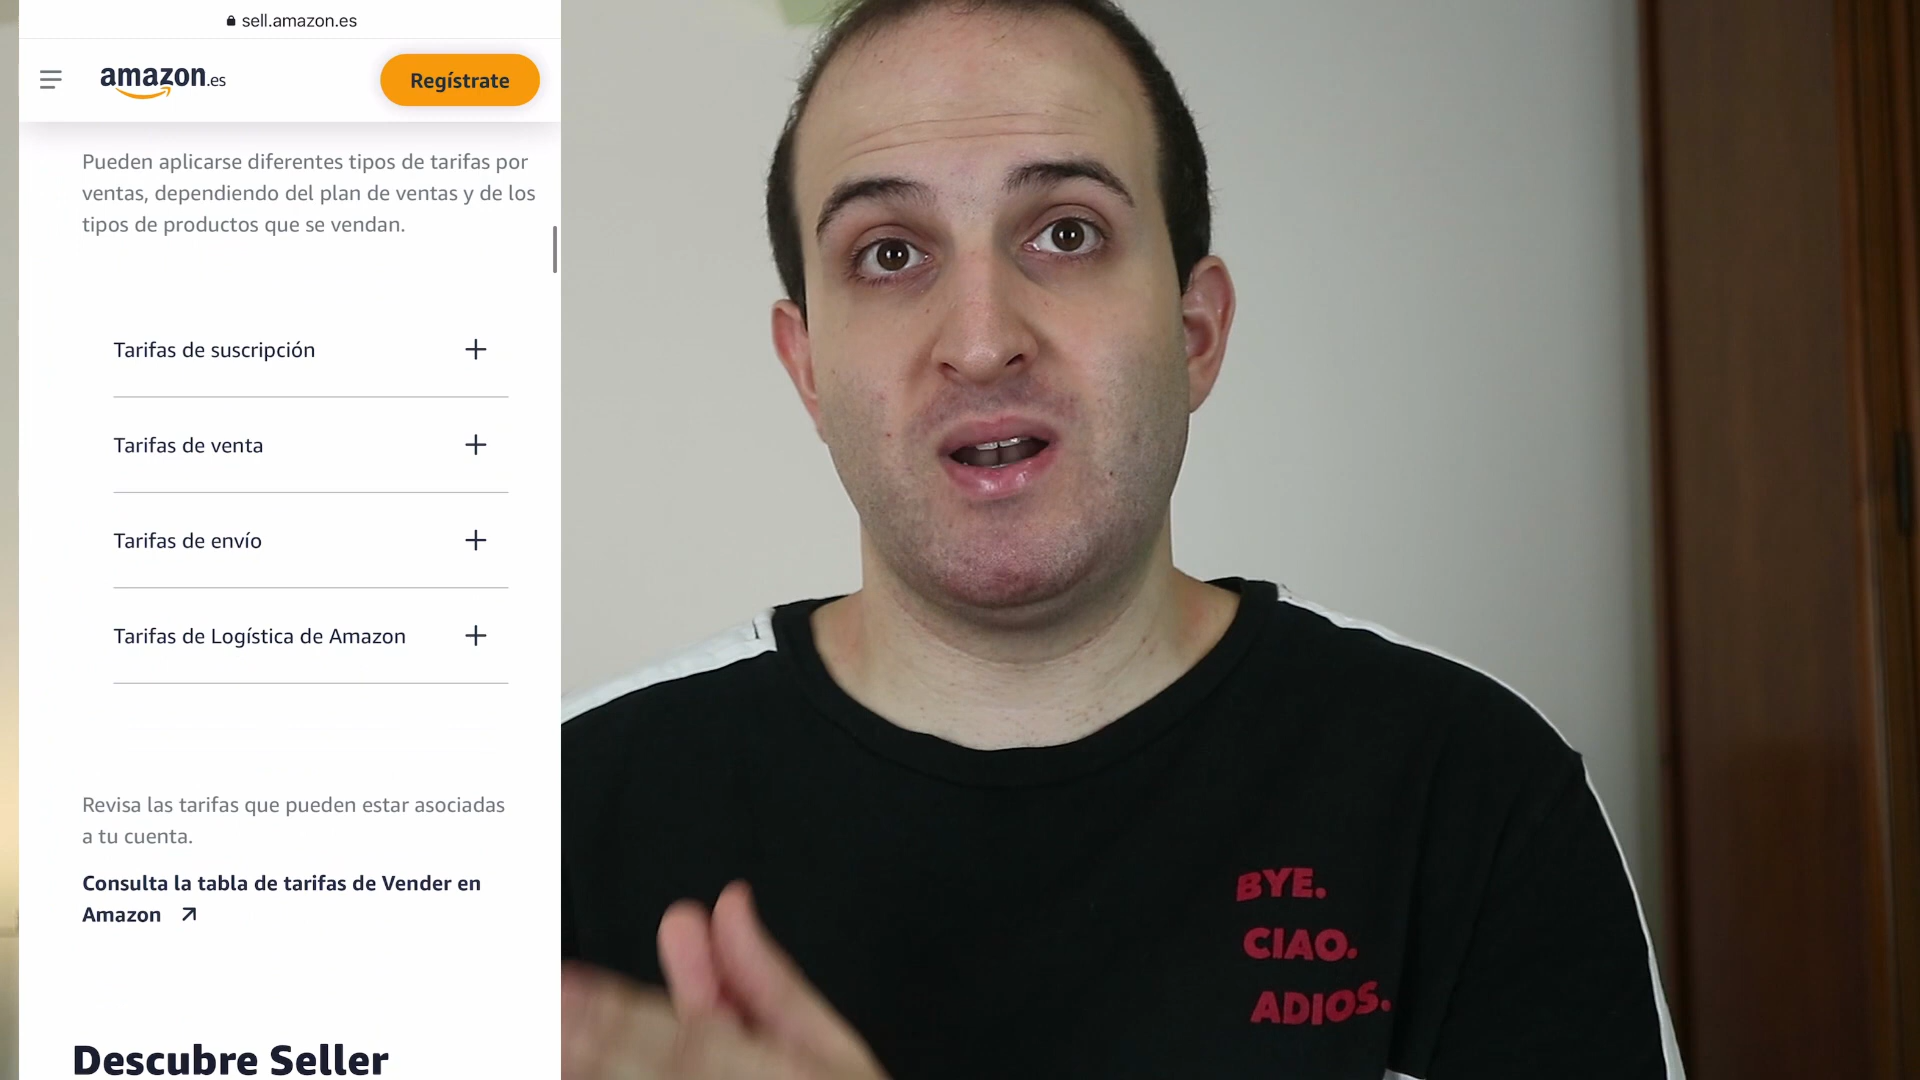 sell.amazon.es
amazon.es
Regístrate
Pueden aplicarse diferentes tipos de tarifas por
ventas, dependiendo del plan de ventas y de los
tipos de productos que se vendan.
Tarifas de suscripción
Tarifas de venta
Tarifas de envío
Tarifas de Logística de Amazon
Revisa las tarifas que pueden estar asociadas
a tu cuenta.
Consulta la tabla de tarifas de Vender en
Amazon
Descubre Seller
BYE.
CIAO.
ADIOS.